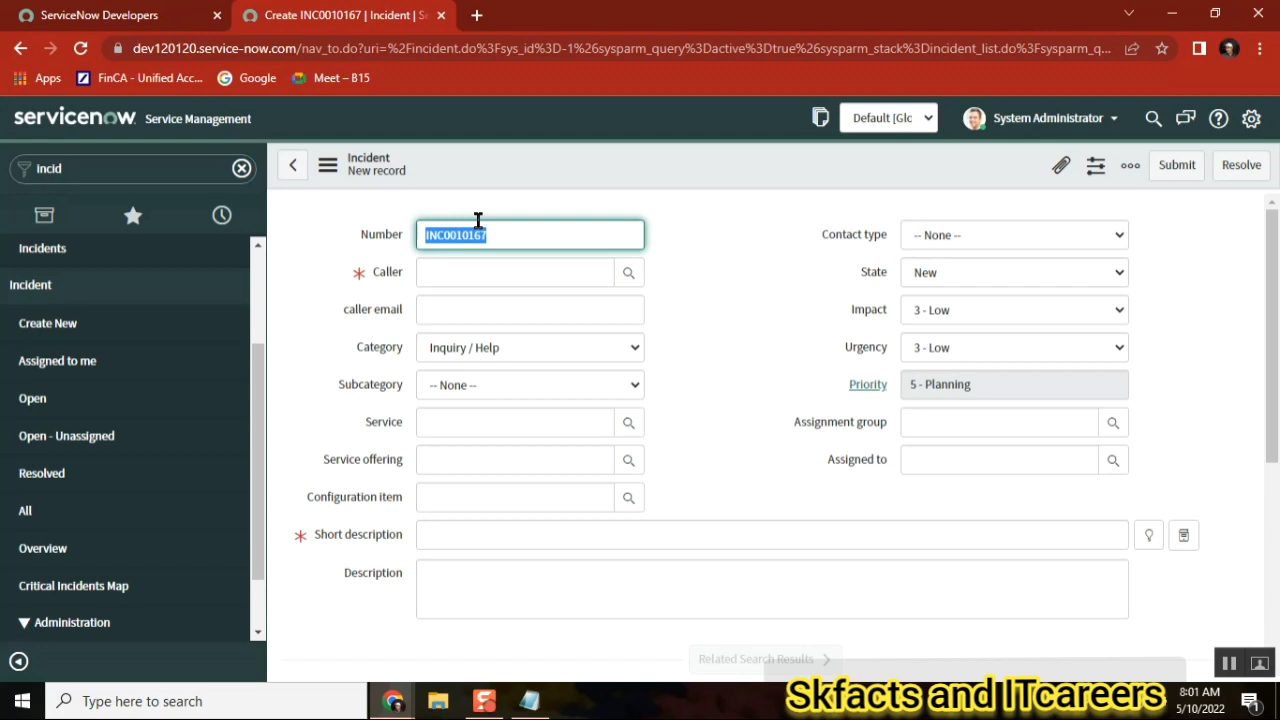 ServiceNow Developers
Create INC0010167 | Incident | S
dev120120.service-now.com/nav_to.do?uri=%2Fincident.do%3Fsys_id%3D-1%26sysparm_query%3Dactive%3Dtrue%26sysparm_stack%3Dincident_list.do%3Fsysparm_q...
Apps
FinCA - Unified Acc...
Google
Meet – B15
servicenow Service Management
Default [Glc
System Administrator
incid
Incident
New record
Submit
Resolve
Incidents
Incident
Create New
Assigned to me
Open
Open - Unassigned
Resolved
All
Overview
Critical Incidents Map
Administration
Number
INC0010167
Caller
caller email
Category
Inquiry / Help
Subcategory
-- None --
Service
Service offering
Configuration item
Short description
Description
Contact type
-- None --
State
New
Impact
3 - Low
Urgency
3 - Low
Priority
5 - Planning
Assignment group
Assigned to
Related Search Results
Skfacts and ITcareers
Type here to search
8:01 AM
5/10/2022
1